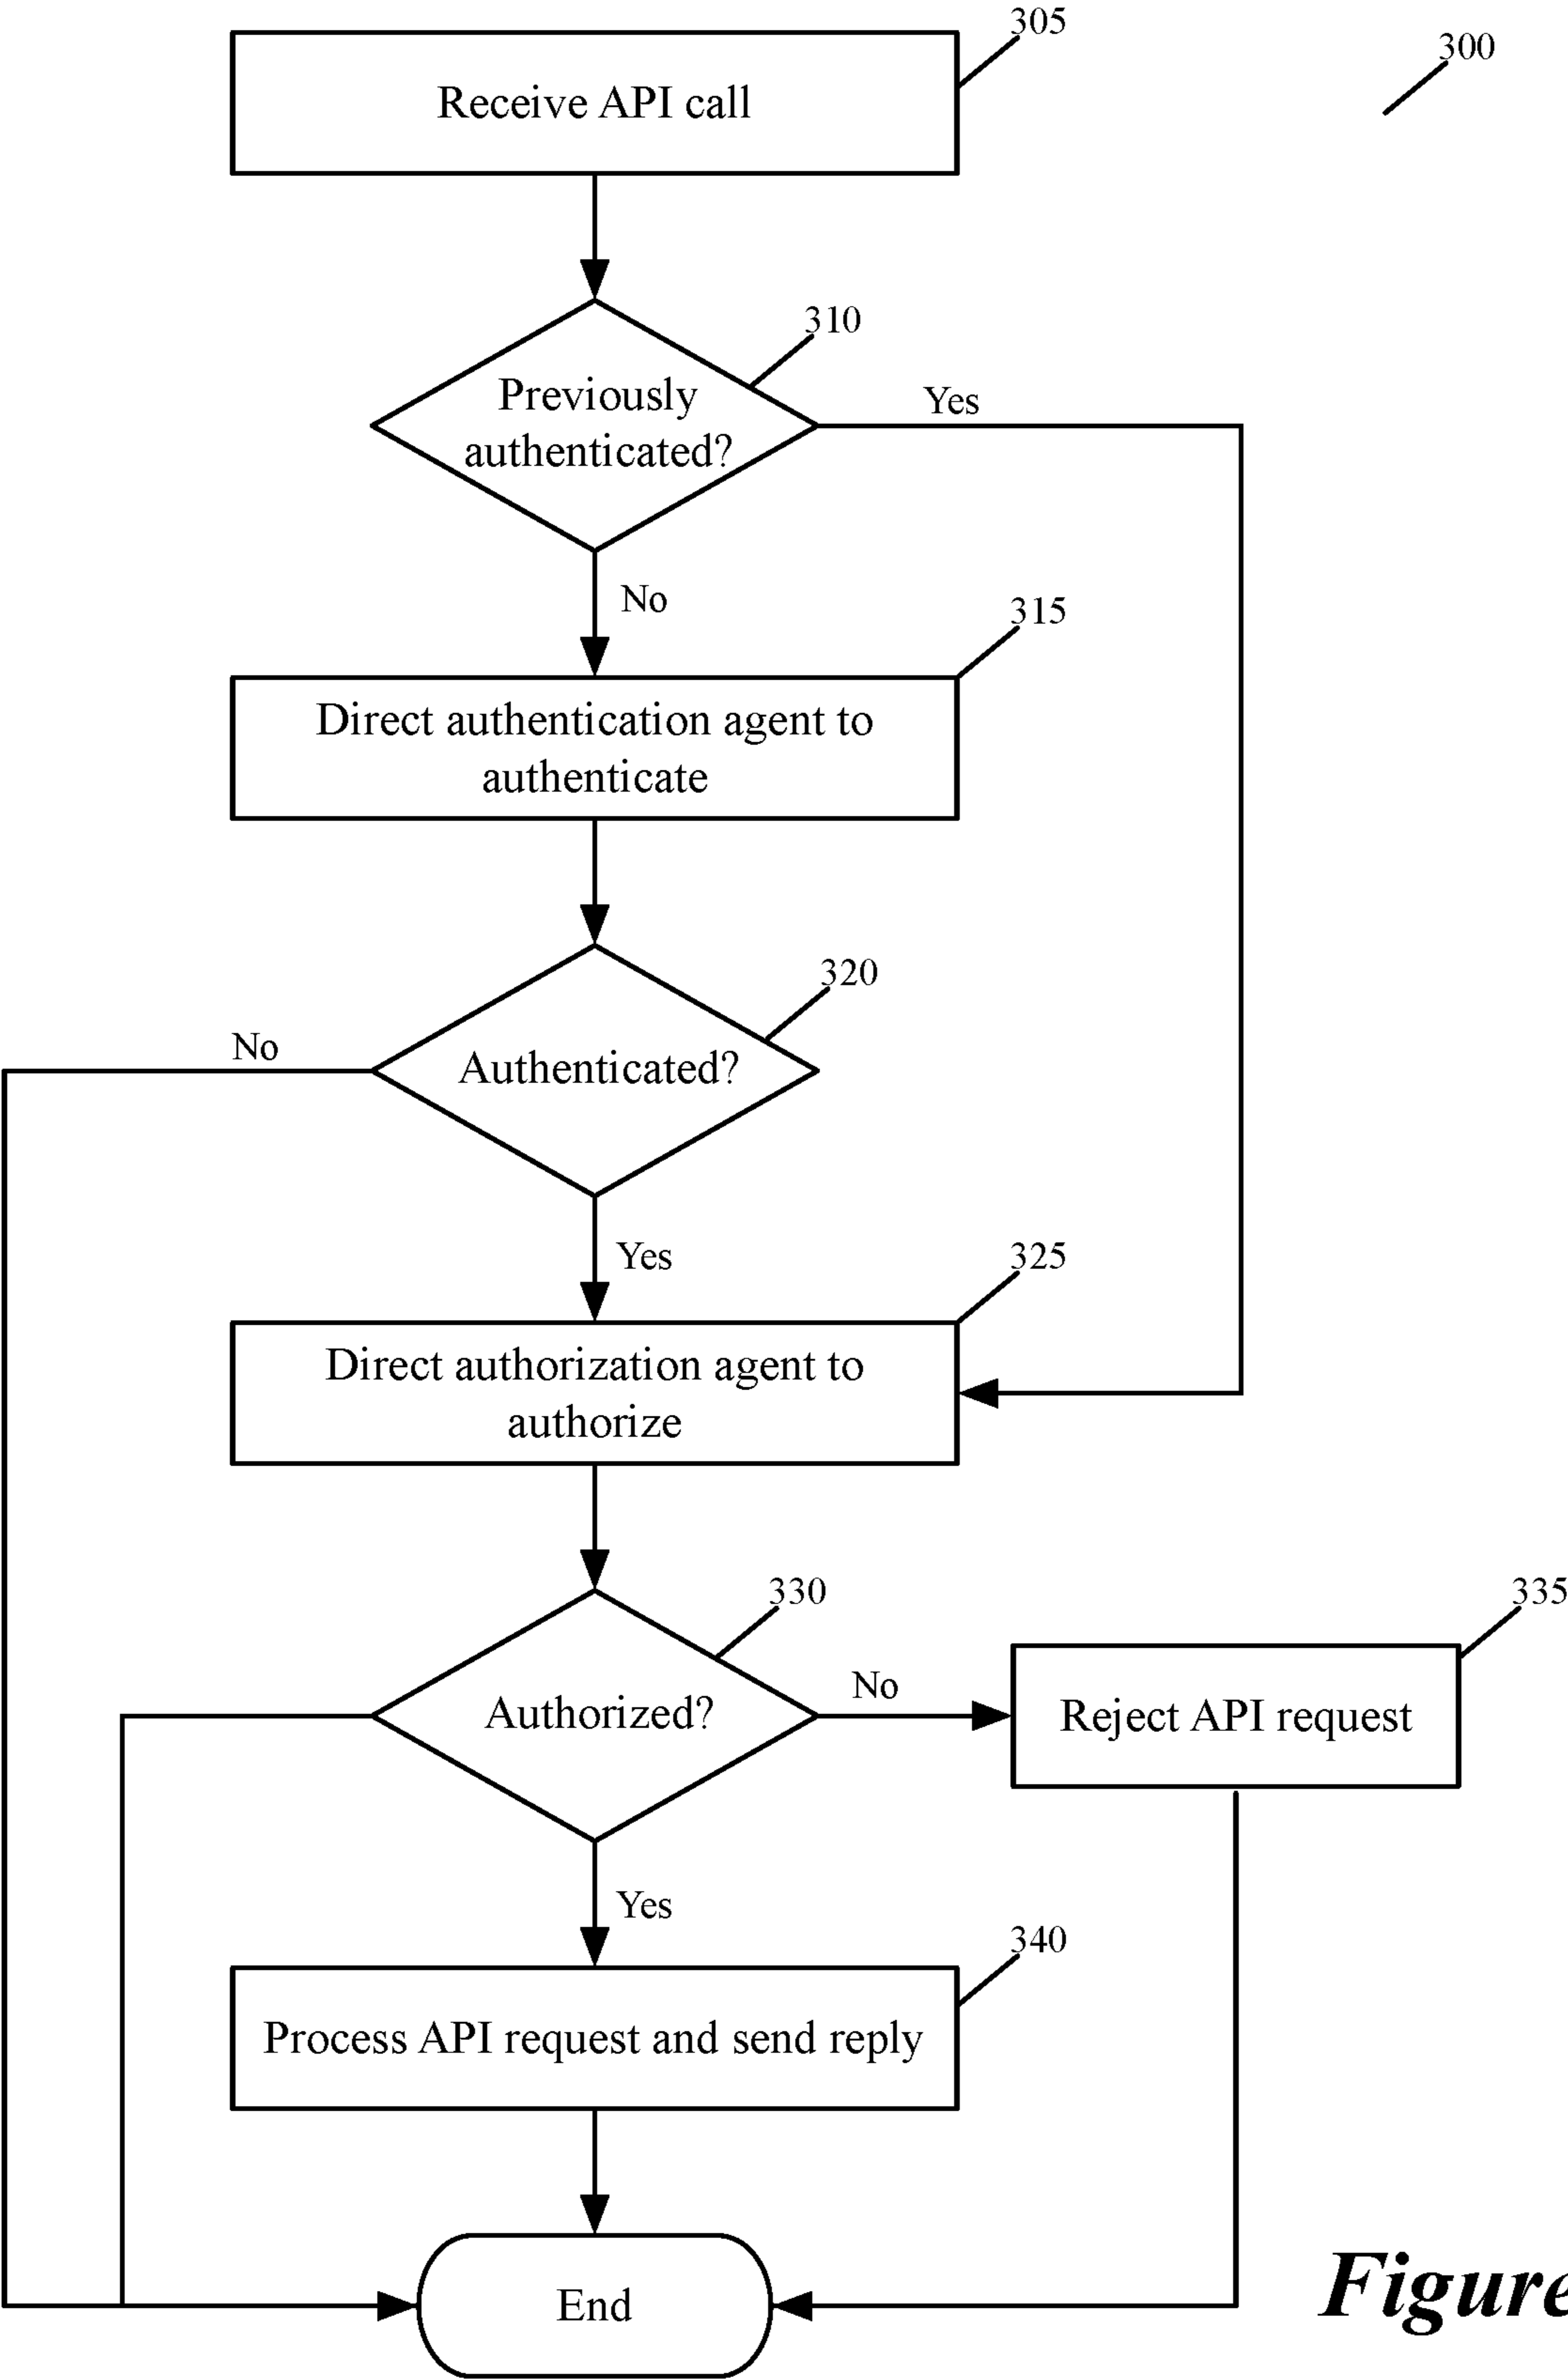 305
300
Receive API call
310
Previously
authenticated?
Yes
No
315
Direct authentication agent to
authenticate
320
No
Authenticated?
Yes
325
Direct authorization agent to
authorize
330
335
Authorized?
No
Reject API request
Yes
340
Process API request and send reply
End
Figure